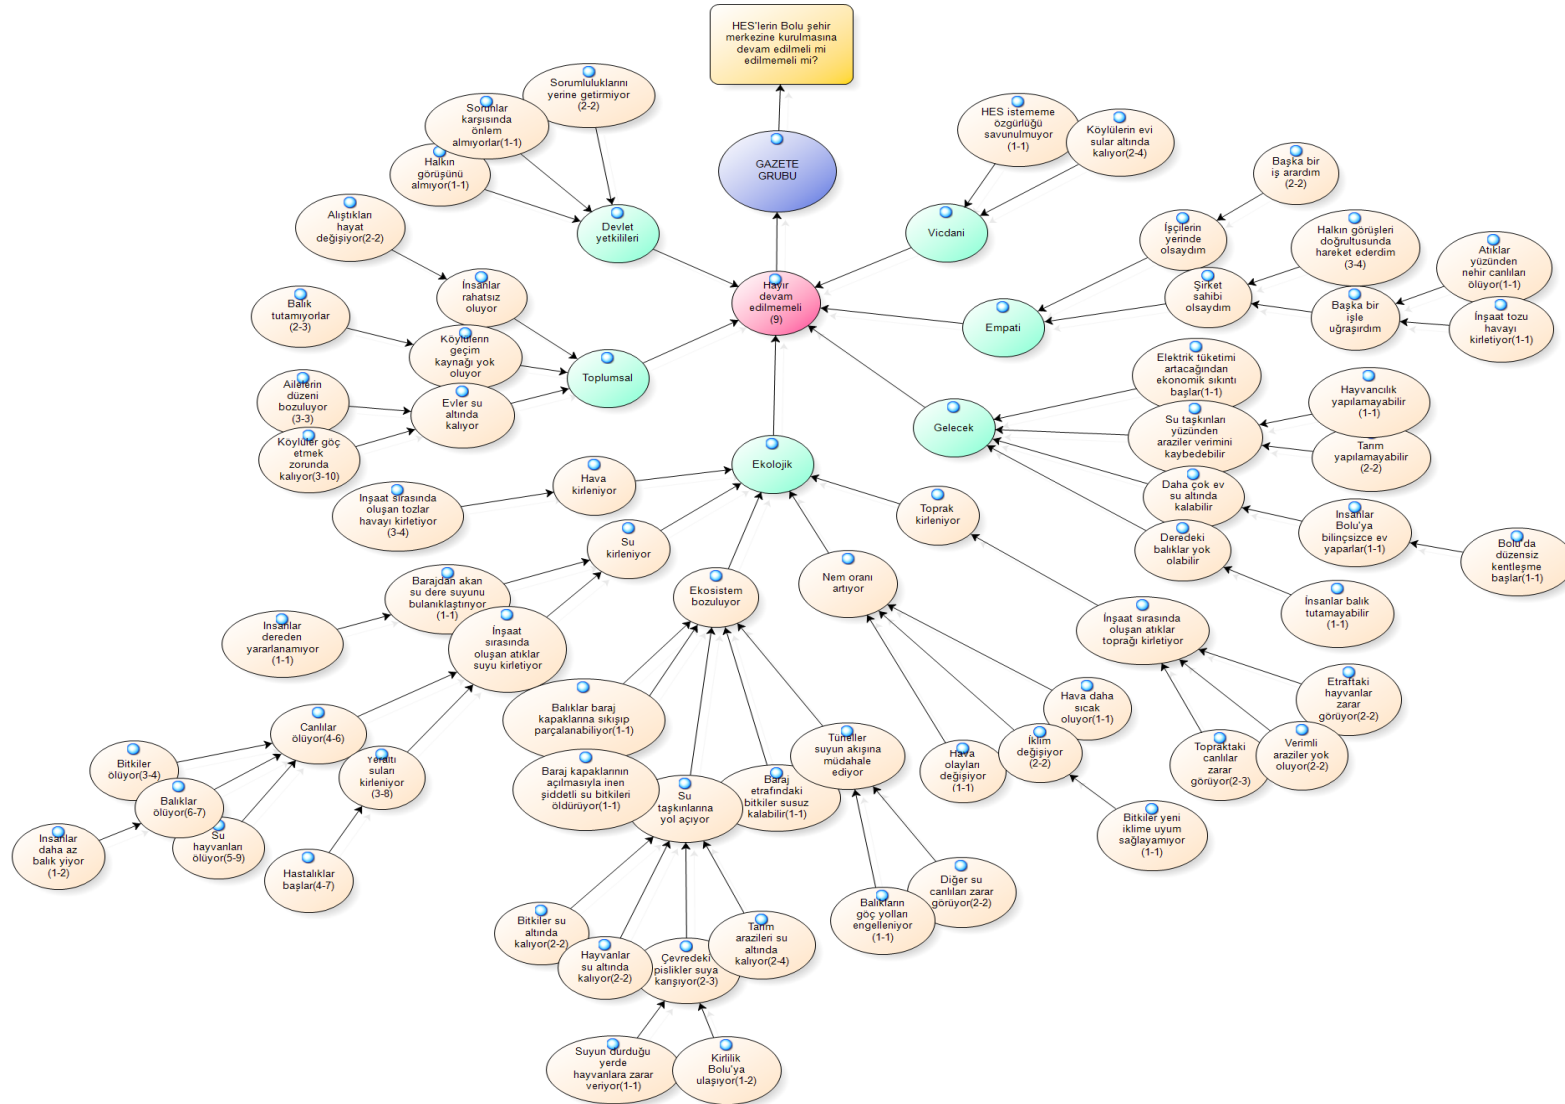 HES'lerin Bolu şehir
merkezine kurulmasına
devam edilmeli mi
edilmemeli mi?
GAZETE
GRUBU
Hayır
devam
edilmemeli
(9)
Devlet
yetkilileri
Sorumluluklarını
yerine getirmiyor
(2-2)
Sorunlar
karşısında
önlem
almıyorlar(1-1)
Halkın
görüşünü
almıyor(1-1)
Vicdani
HES istememe
özgürlüğü
savunulmuyor
(1-1)
Köylülerin evi
sular altında
kalıyor(2-4)
Empati
İşçilerin
yerinde
olsaydım
Başka bir
iş arardım
(2-2)
Şirket
sahibi
olsaydım
Halkın görüşleri
doğrultusunda
hareket ederdim
(3-4)
Başka bir
işle
uğraşırdım
Atıklar
yüzünden
nehir canlıları
ölüyor(1-1)
İnşaat tozu
havayı
kirletiyor(1-1)
Toplumsal
İnsanlar
rahatsız
oluyor
Alıştıkları
hayat
değişiyor(2-2)
Köylülerin
geçim
kaynağı yok
oluyor
Balık
tutamıyorlar
(2-3)
Evler su
altında
kalıyor
Ailelerin
düzeni
bozuluyor
(3-3)
Köylüler göç
etmek
zorunda
kalıyor(3-10)
Gelecek
Elektrik tüketimi
artacağından
ekonomik sıkıntı
başlar(1-1)
Su taşkınları
yüzünden
araziler verimini
kaybedebilir
Hayvancılık
yapılamayabilir
(1-1)
Tarım
yapılamayabilir
(2-2)
Daha çok ev
su altında
kalabilir
İnsanlar
Bolu'ya
bilinçsizce ev
yaparlar(1-1)
Bolu'da
düzensiz
kentleşme
başlar(1-1)
Deredeki
balıklar yok
olabilir
İnsanlar balık
tutamayabilir
(1-1)
Ekolojik
Hava
kirleniyor
İnşaat sırasında
oluşan tozlar
havayı kirletiyor
(3-4)
Su
kirleniyor
Barajdan akan
su dere suyunu
bulanıklaştırıyor
(1-1)
İnsanlar
dereden
yararlanamıyor
(1-1)
İnşaat
sırasında
oluşan atıklar
suyu kirletiyor
Canlılar
ölüyor(4-6)
Bitkiler
ölüyor(3-4)
Balıklar
ölüyor(6-7)
İnsanlar
daha az
balık yiyor
(1-2)
Su
hayvanları
ölüyor(5-9)
Yeraltı
suları
kirleniyor
(3-8)
Hastalıklar
başlar(4-7)
Ekosistem
bozuluyor
Balıklar baraj
kapaklarına sıkışıp
parçalanabiliyor(1-1)
Baraj kapaklarının
açılmasıyla inen
şiddetli su bitkileri
öldürüyor(1-1)
Su
taşkınlarına
yol açıyor
Bitkiler su
altında
kalıyor(2-2)
Hayvanlar
su altında
kalıyor(2-2)
Çevredeki
pislikler suya
karışıyor(2-3)
Suyun durduğu
yerde
hayvanlara zarar
veriyor(1-1)
Kirlilik
Bolu'ya
ulaşıyor(1-2)
Tarım
arazileri su
altında
kalıyor(2-4)
Baraj
etrafındaki
bitkiler susuz
kalabilir(1-1)
Tüneller
suyun akışına
müdahale
ediyor
Balıkların
göç yolları
engelleniyor
(1-1)
Diğer su
canlıları zarar
görüyor(2-2)
Nem oranı
artıyor
Hava
olayları
değişiyor
(1-1)
İklim
değişiyor
(2-2)
Bitkiler yeni
iklime uyum
sağlayamıyor
(1-1)
Hava daha
sıcak
oluyor(1-1)
Toprak
kirleniyor
İnşaat sırasında
oluşan atıklar
toprağı kirletiyor
Topraktaki
canlılar
zarar
görüyor(2-3)
Verimli
araziler yok
oluyor(2-2)
Etraftaki
hayvanlar
zarar
görüyor(2-2)